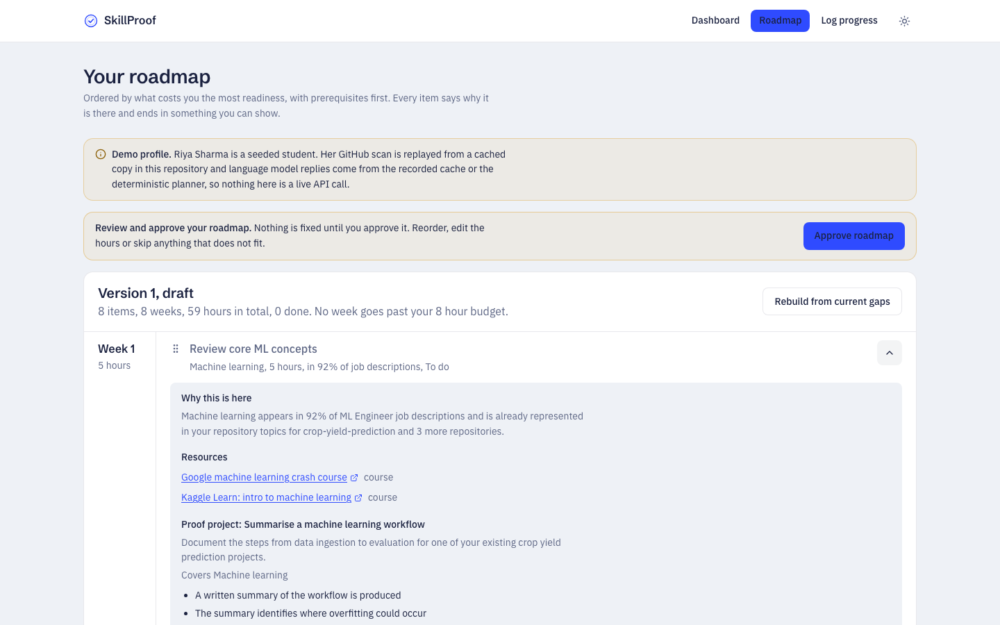 SkillProof
Dashboard
Roadmap
Log progress
Your roadmap
Ordered by what costs you the most readiness, with prerequisites first. Every item says why it
is there and ends in something you can show.
Demo profile. Riya Sharma is a seeded student. Her GitHub scan is replayed from a cached
copy in this repository and language model replies come from the recorded cache or the
deterministic planner, so nothing here is a live API call.
Review and approve your roadmap. Nothing is fixed until you approve it. Reorder, edit the
hours or skip anything that does not fit.
Approve roadmap
Version 1, draft
8 items, 8 weeks, 59 hours in total, 0 done. No week goes past your 8 hour budget.
Rebuild from current gaps
Week 1
5 hours
Review core ML concepts
Machine learning, 5 hours, in 92% of job descriptions, To do
Why this is here
Machine learning appears in 92% of ML Engineer job descriptions and is already represented
in your repository topics for crop-yield-prediction and 3 more repositories.
Resources
Google machine learning crash course course
Kaggle Learn: intro to machine learning course
Proof project: Summarise a machine learning workflow
Document the steps from data ingestion to evaluation for one of your existing crop yield
prediction projects.
Covers Machine learning
A written summary of the workflow is produced
The summary identifies where overfitting could occur